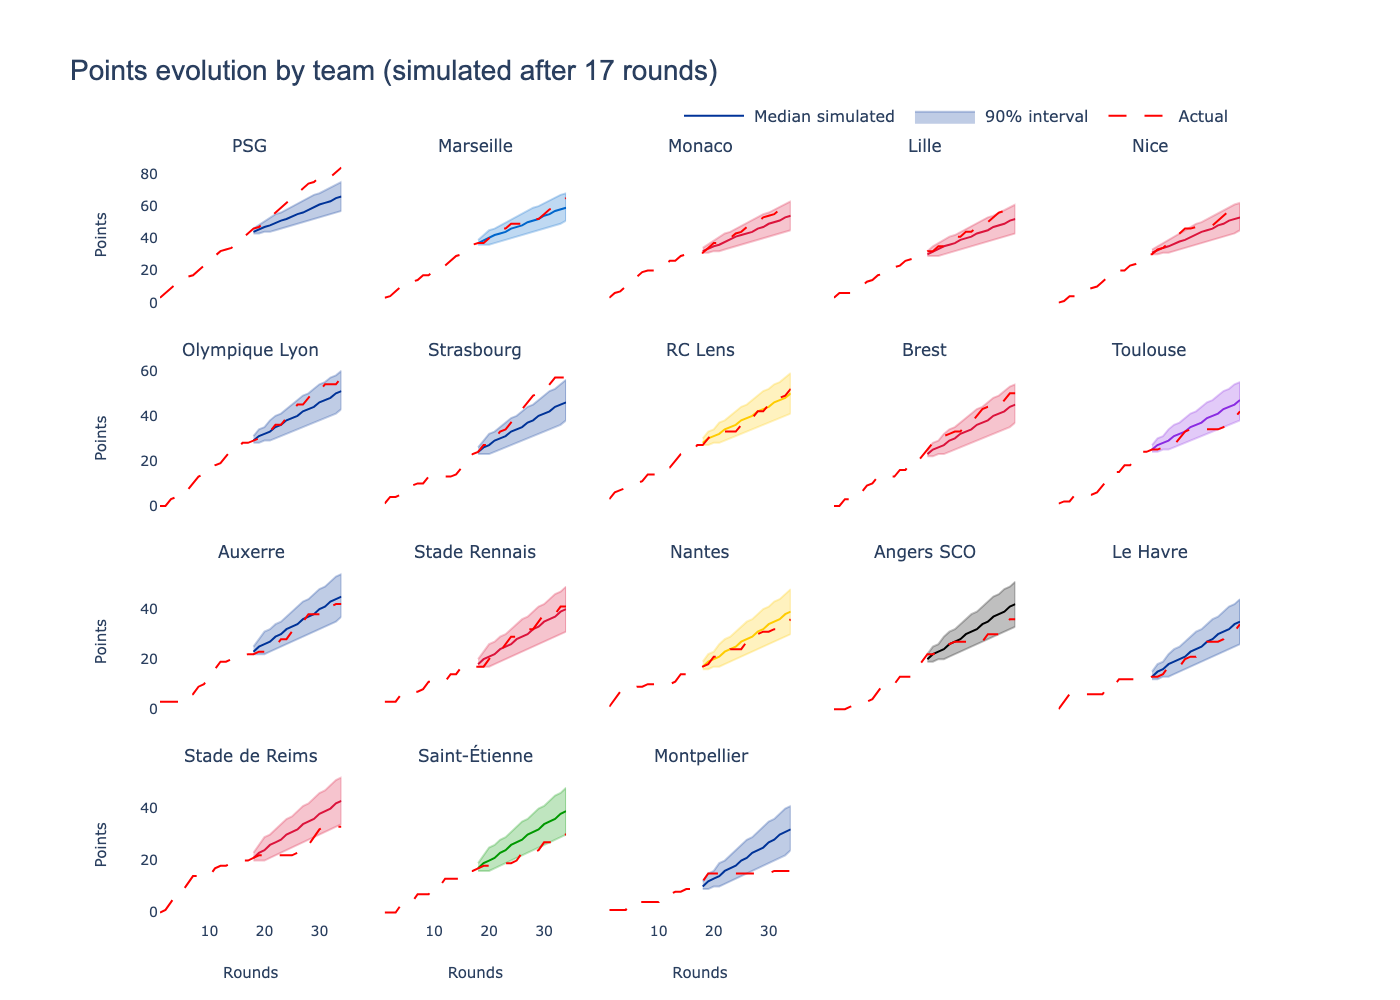 Points evolution by team (simulated after 17 rounds)
Median simulated 90% interval Actual
PSG Marseille Monaco Lille Nice
80
60
40
20
0
Points
Olympique Lyon Strasbourg RC Lens Brest Toulouse
60
40
20
0
Points
Auxerre Stade Rennais Nantes Angers SCO Le Havre
40
20
0
Points
Stade de Reims Saint-Étienne Montpellier
40
20
0
Points
10 20 30 10 20 30 10 20 30
Rounds Rounds Rounds